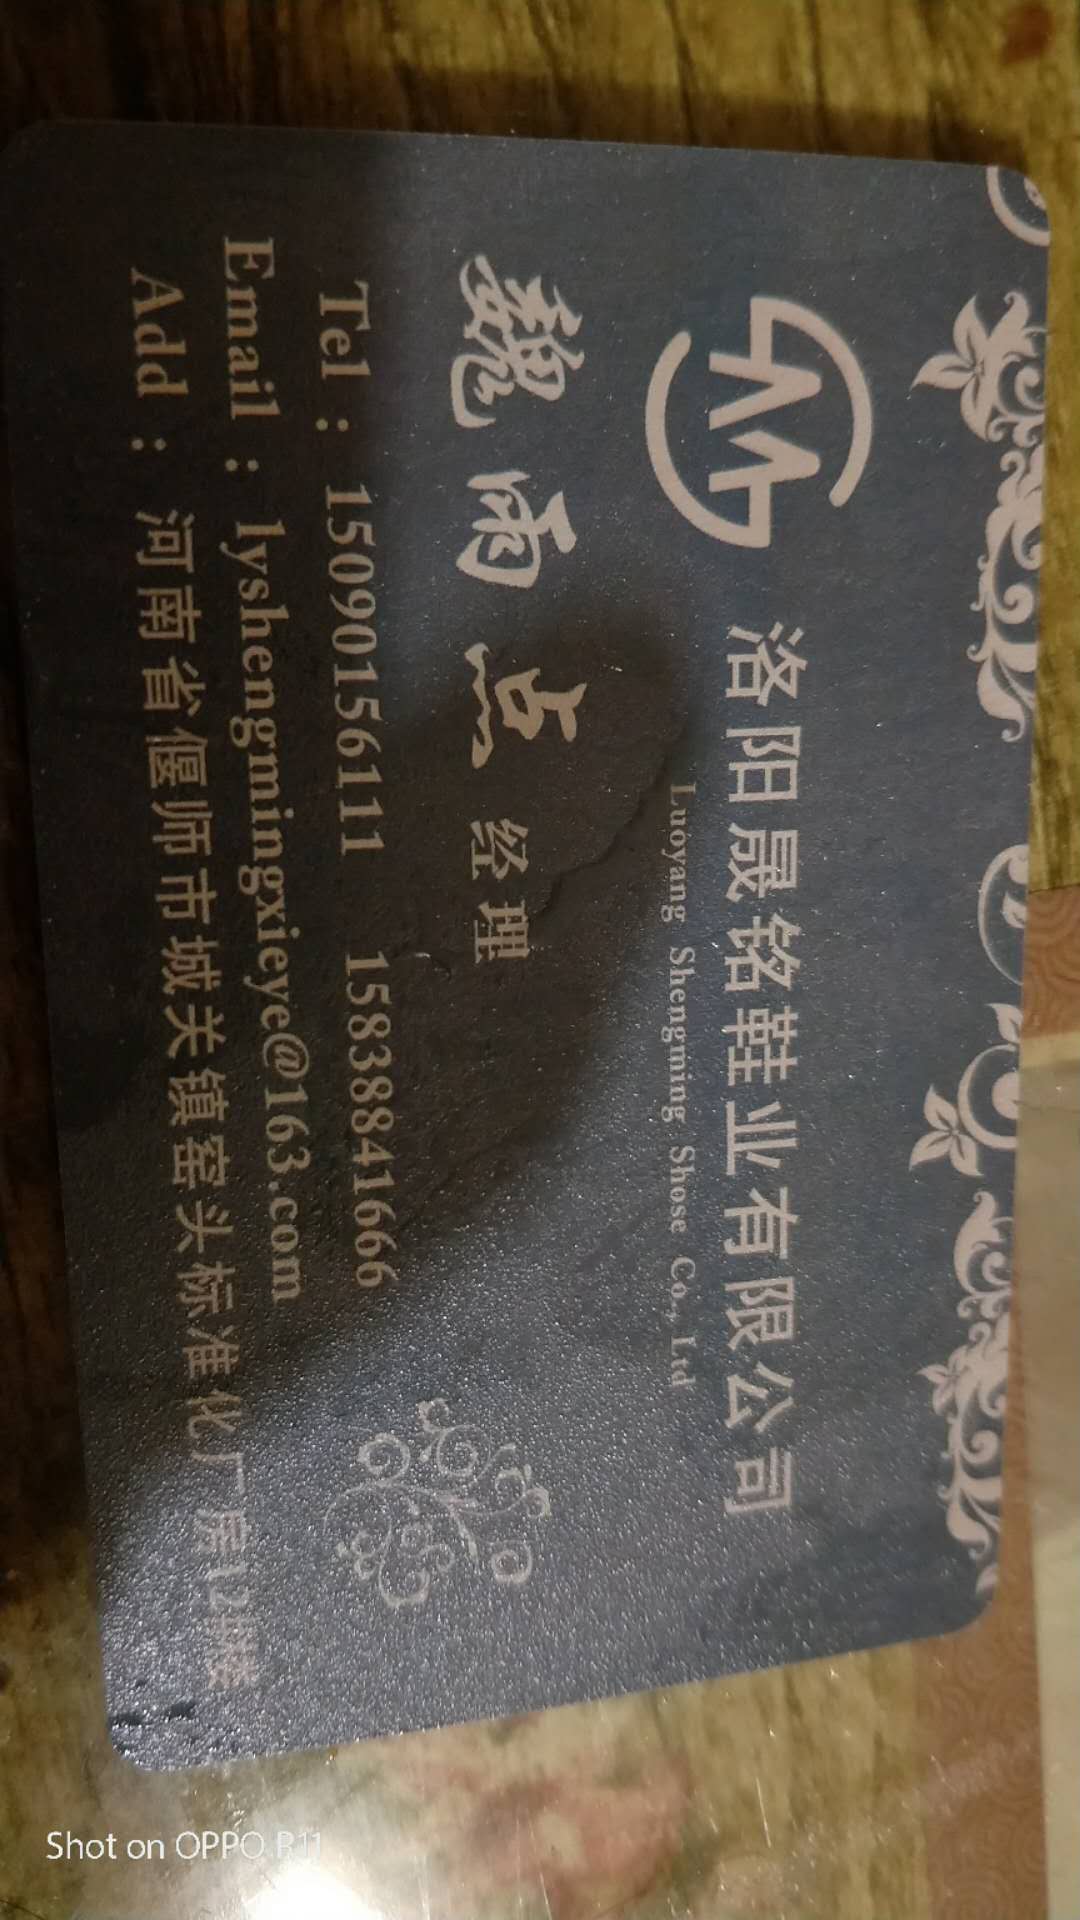 洛阳晟铭鞋业有限公司
Luoyang Shengming Shose Co., Ltd
魏雨点 经理
Tel : 15090156111 15838841666
Email : lyshengmingxieye@163.com
Add : 河南省偃师市城关镇窑头标准化厂房12楼
Shot on OPPO R11